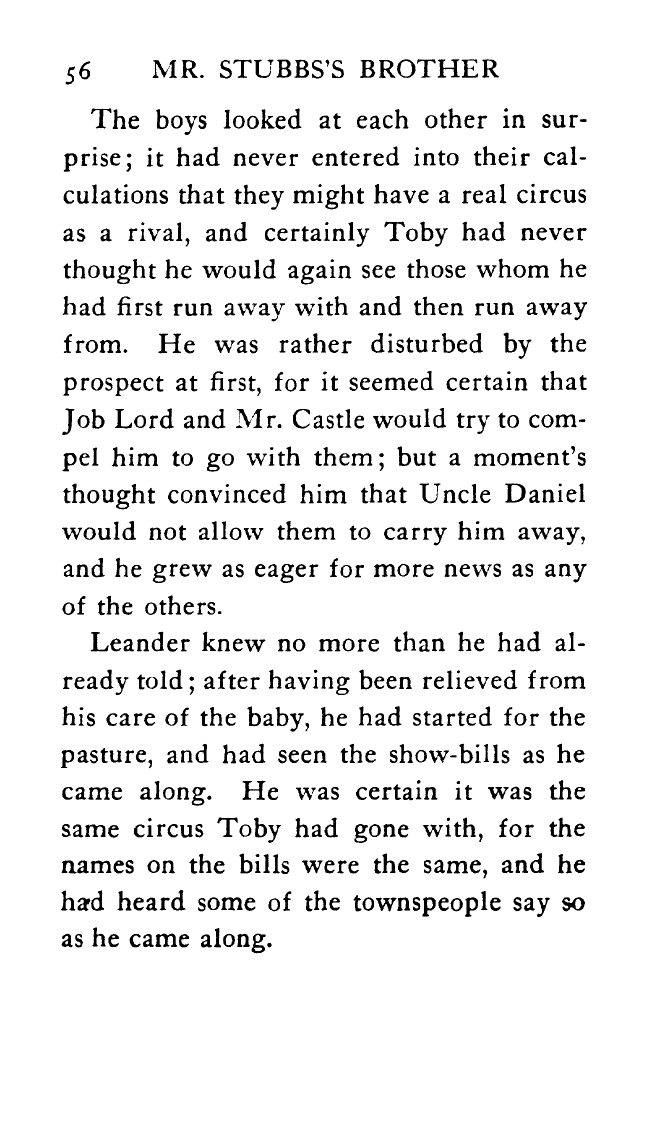 56 MR. STUBBS'S BROTHER
The boys looked at each other in sur-
prise; it had never entered into their cal-
culations that they might have a real circus
as a rival, and certainly Toby had never
thought he would again see those whom he
had first run away with and then run away
from. He was rather disturbed by the
prospect at first, for it seemed certain that
Job Lord and Mr. Castle would try to com-
pel him to go with them; but a moment's
thought convinced him that Uncle Daniel
would not allow them to carry him away,
and he grew as eager for more news as any
of the others.
Leander knew no more than he had al-
ready told; after having been relieved from
his care of the baby, he had started for the
pasture, and had seen the show-bills as he
came along. He was certain it was the
same circus Toby had gone with, for the
names on the bills were the same, and he
had heard some of the townspeople say so
as he came along.